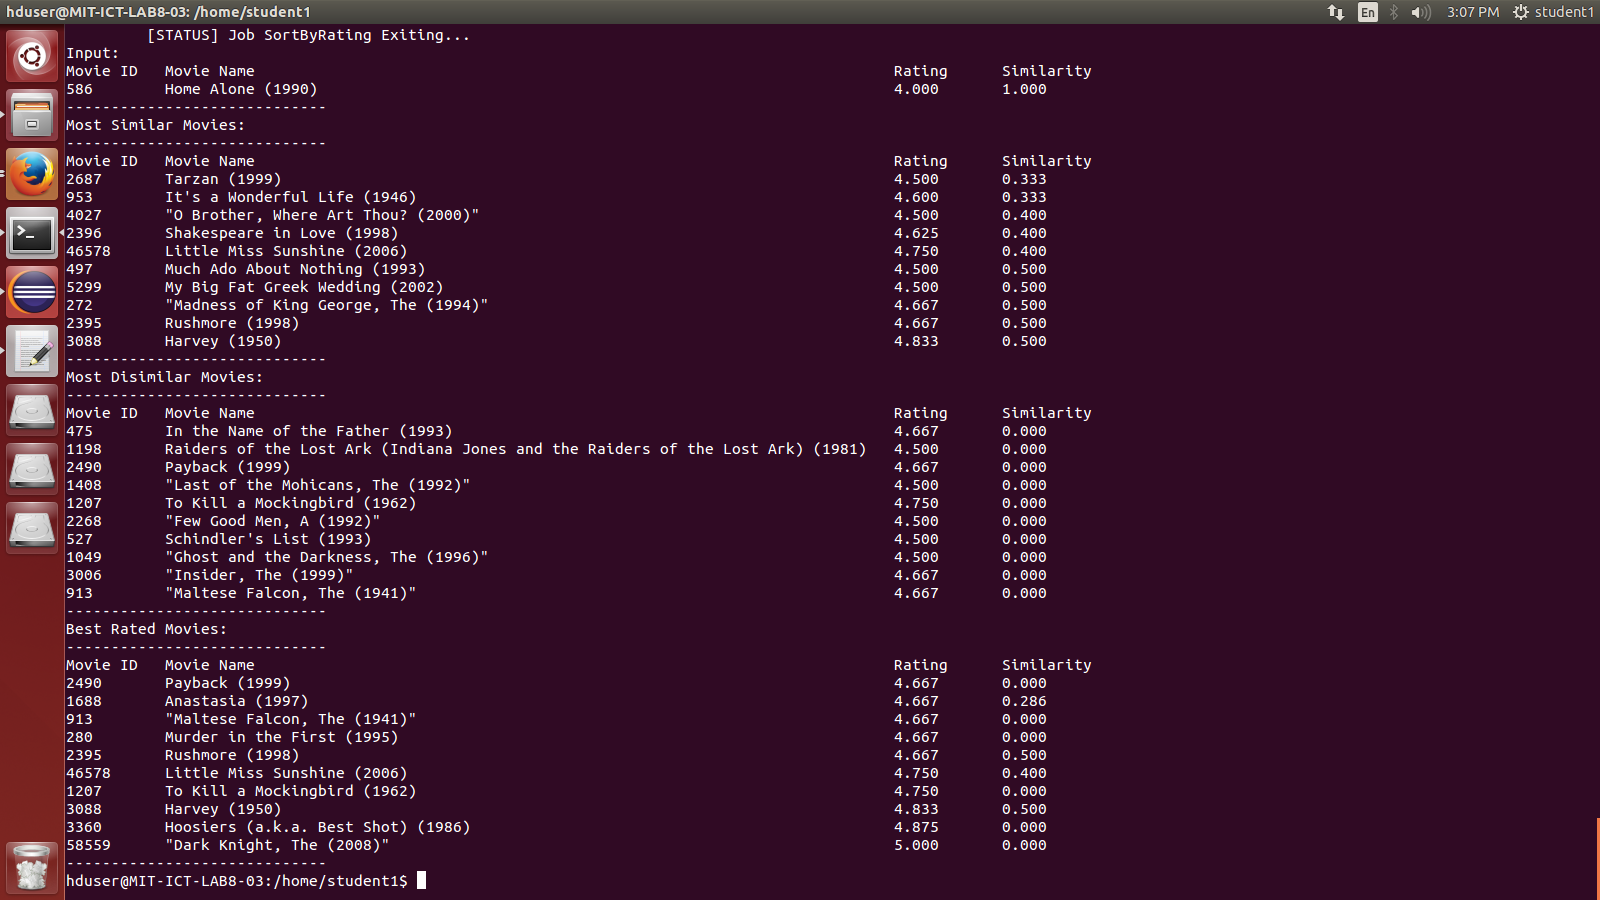 hduser@MIT-ICT-LAB8-03: /home/student1
En
3:07 PM
student1
[STATUS] Job SortByRating Exiting...
Input:
Movie ID Movie Name Rating Similarity
586 Home Alone (1990) 4.000 1.000
-----------------------------
Most Similar Movies:
-----------------------------
Movie ID Movie Name Rating Similarity
2687 Tarzan (1999) 4.500 0.333
953 It's a Wonderful Life (1946) 4.600 0.333
4027 "O Brother, Where Art Thou? (2000)" 4.500 0.400
2396 Shakespeare in Love (1998) 4.625 0.400
46578 Little Miss Sunshine (2006) 4.750 0.400
497 Much Ado About Nothing (1993) 4.500 0.500
5299 My Big Fat Greek Wedding (2002) 4.500 0.500
272 "Madness of King George, The (1994)" 4.667 0.500
2395 Rushmore (1998) 4.667 0.500
3088 Harvey (1950) 4.833 0.500
-----------------------------
Most Disimilar Movies:
-----------------------------
Movie ID Movie Name Rating Similarity
475 In the Name of the Father (1993) 4.667 0.000
1198 Raiders of the Lost Ark (Indiana Jones and the Raiders of the Lost Ark) (1981) 4.500 0.000
2490 Payback (1999) 4.667 0.000
1408 "Last of the Mohicans, The (1992)" 4.500 0.000
1207 To Kill a Mockingbird (1962) 4.750 0.000
2268 "Few Good Men, A (1992)" 4.500 0.000
527 Schindler's List (1993) 4.500 0.000
1049 "Ghost and the Darkness, The (1996)" 4.500 0.000
3006 "Insider, The (1999)" 4.667 0.000
913 "Maltese Falcon, The (1941)" 4.667 0.000
-----------------------------
Best Rated Movies:
-----------------------------
Movie ID Movie Name Rating Similarity
2490 Payback (1999) 4.667 0.000
1688 Anastasia (1997) 4.667 0.286
913 "Maltese Falcon, The (1941)" 4.667 0.000
280 Murder in the First (1995) 4.667 0.000
2395 Rushmore (1998) 4.667 0.500
46578 Little Miss Sunshine (2006) 4.750 0.400
1207 To Kill a Mockingbird (1962) 4.750 0.000
3088 Harvey (1950) 4.833 0.500
3360 Hoosiers (a.k.a. Best Shot) (1986) 4.875 0.000
58559 "Dark Knight, The (2008)" 5.000 0.000
-----------------------------
hduser@MIT-ICT-LAB8-03:/home/student1$